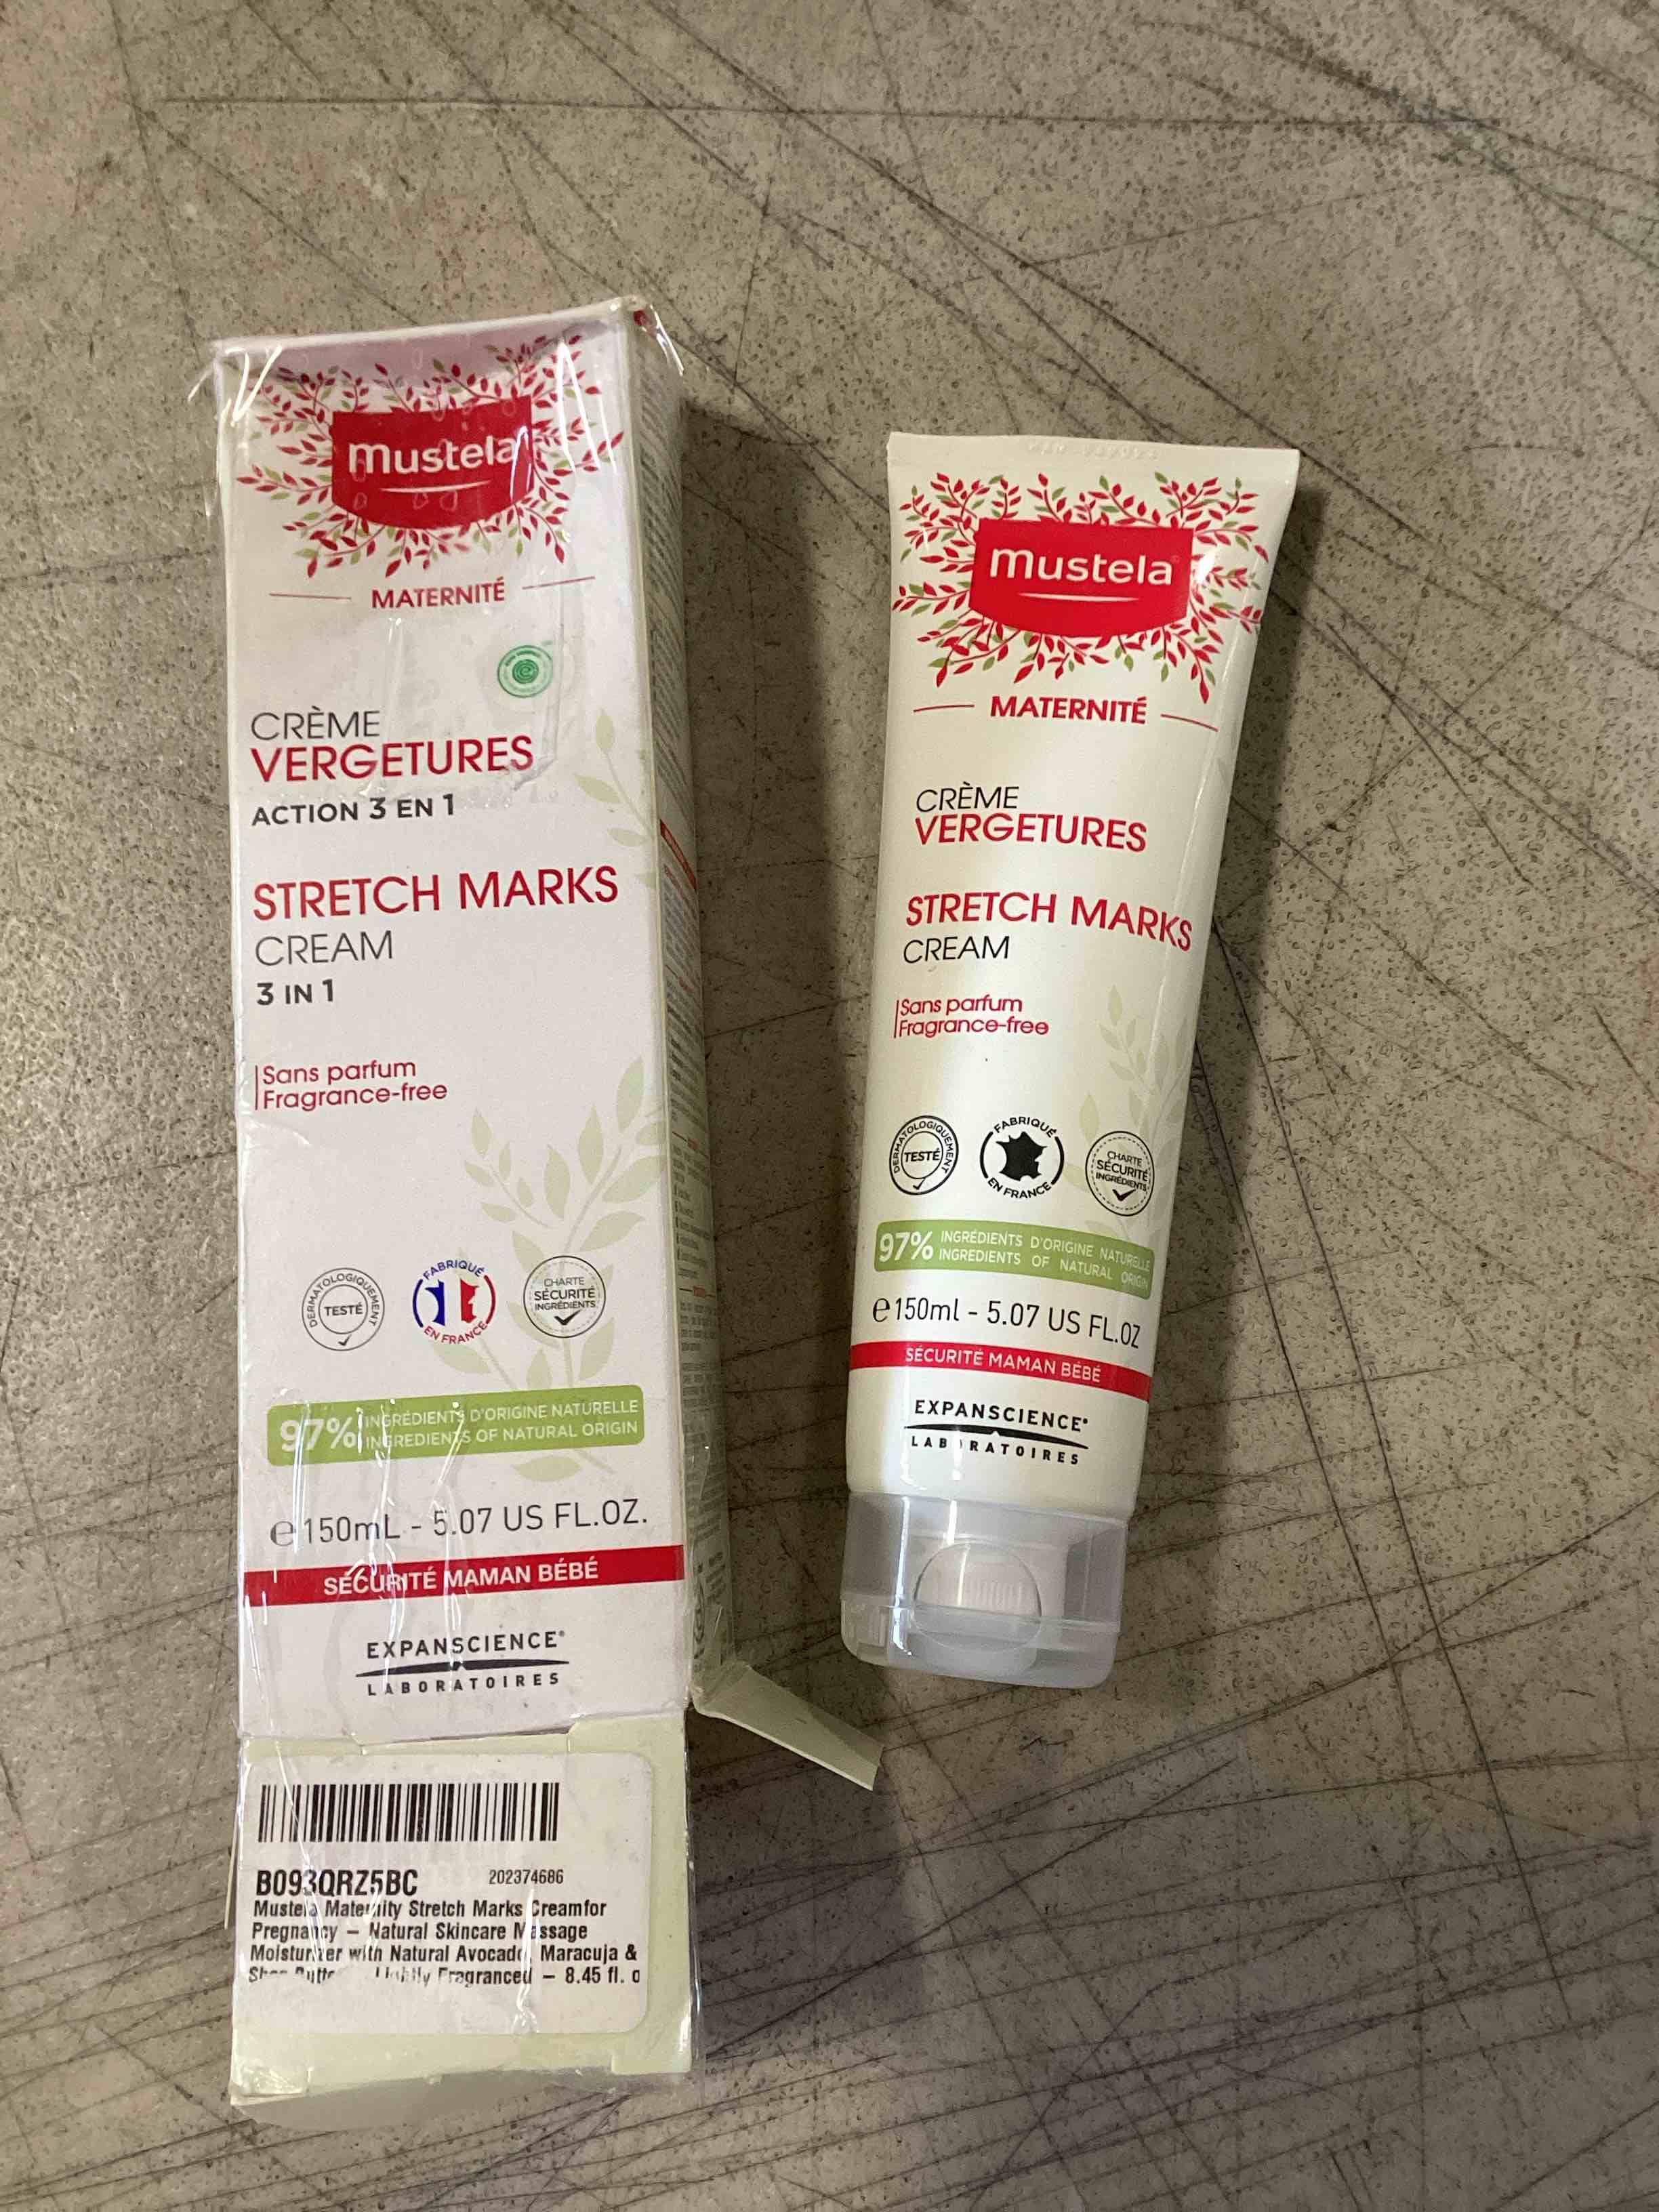 mustela
MATERNITÉ
CRÈME
VERGETURES
ACTION 3 EN 1
STRETCH MARKS
CREAM
3 IN 1
Sans parfum
Fragrance-free
DERMATOLOGIQUEMENT
TESTÉ
FABRIQUÉ
EN FRANCE
CHARTE
SÉCURITÉ
INGRÉDIENTS
97% INGRÉDIENTS D'ORIGINE NATURELLE
INGREDIENTS OF NATURAL ORIGIN
e 150mL - 5.07 US FL.OZ.
SÉCURITÉ MAMAN BÉBÉ
EXPANSCIENCE®
LABORATOIRES
B093QRZ5BC 202374686
Mustela Maternity Stretch Marks Creamfor
Pregnancy – Natural Skincare Massage
Moisturizer with Natural Avocado, Maracuja &
Shea Butter Lightly Fragranced – 8.45 fl. o
mustela
MATERNITÉ
CRÈME
VERGETURES
STRETCH MARKS
CREAM
Sans parfum
Fragrance-free
DERMATOLOGIQUEMENT
TESTÉ
FABRIQUÉ
EN FRANCE
CHARTE
SÉCURITÉ
INGRÉDIENTS
97% INGRÉDIENTS D'ORIGINE NATURELLE
INGREDIENTS OF NATURAL ORIGIN
e 150ml - 5.07 US FL.OZ
SÉCURITÉ MAMAN BÉBÉ
EXPANSCIENCE®
LABORATOIRES